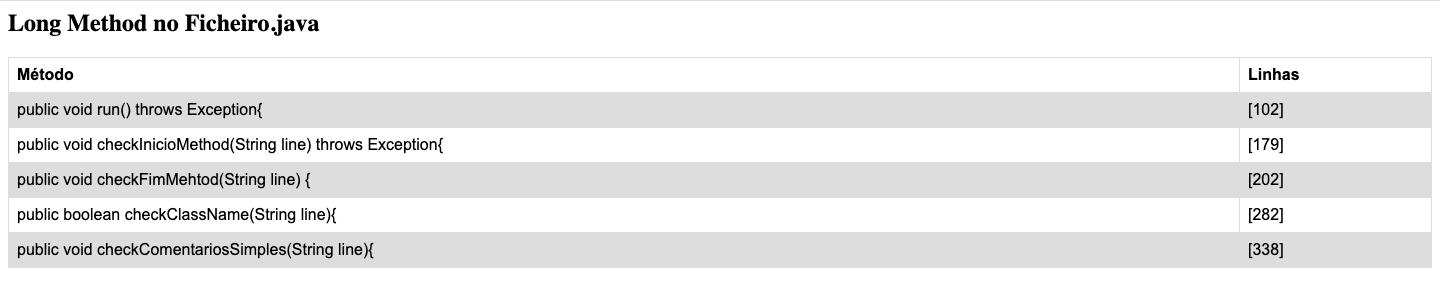 Long Method no Ficheiro.java
Método Linhas
public void run() throws Exception{ [102]
public void checkInicioMethod(String line) throws Exception{ [179]
public void checkFimMehtod(String line) { [202]
public boolean checkClassName(String line){ [282]
public void checkComentariosSimples(String line){ [338]